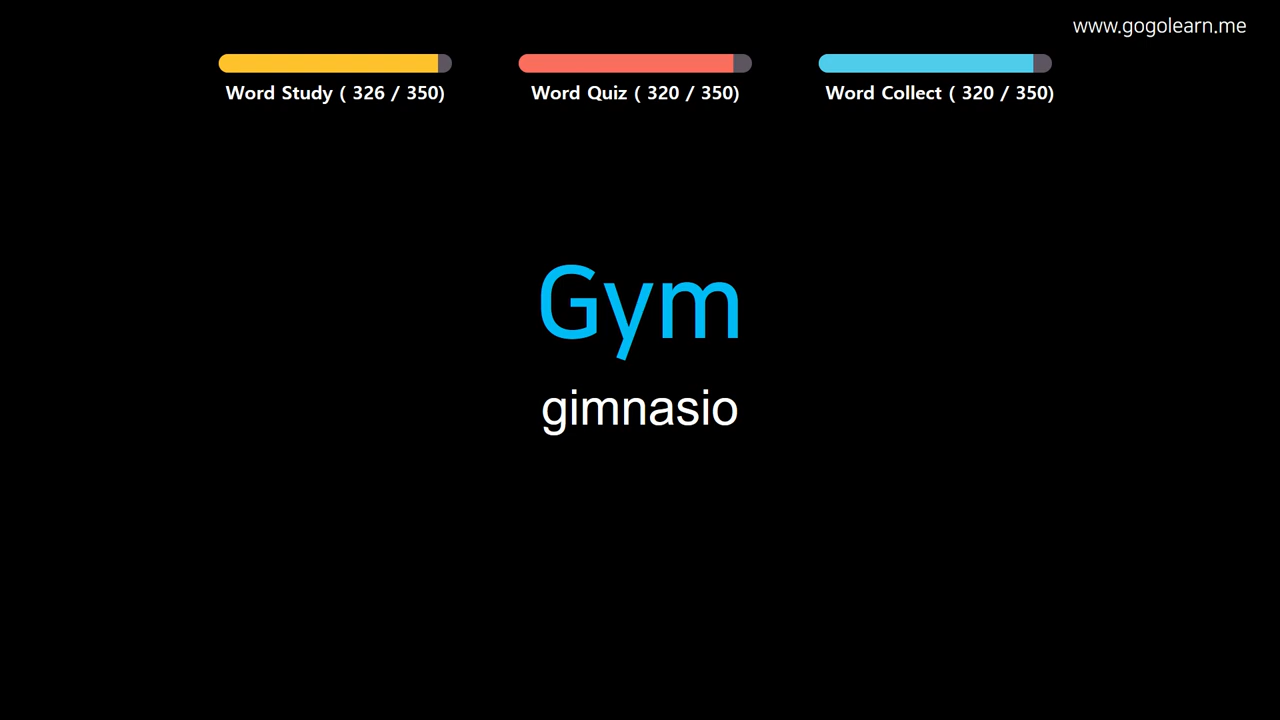 www.gogolearn.me
Word Study ( 326 / 350)
Word Quiz ( 320 / 350)
Word Collect ( 320 / 350)
Gym
gimnasio